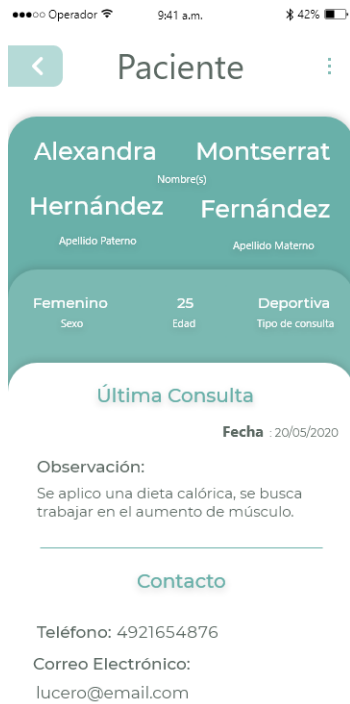 Operador 9:41 a.m. 42%
Paciente
Alexandra Montserrat
Nombre(s)
Hernández Fernández
Apellido Paterno Apellido Materno
Femenino 25 Deportiva
Sexo Edad Tipo de consulta
Última Consulta
Fecha : 20/05/2020
Observación:
Se aplico una dieta calórica, se busca
trabajar en el aumento de músculo.
Contacto
Teléfono: 4921654876
Correo Electrónico:
lucero@email.com